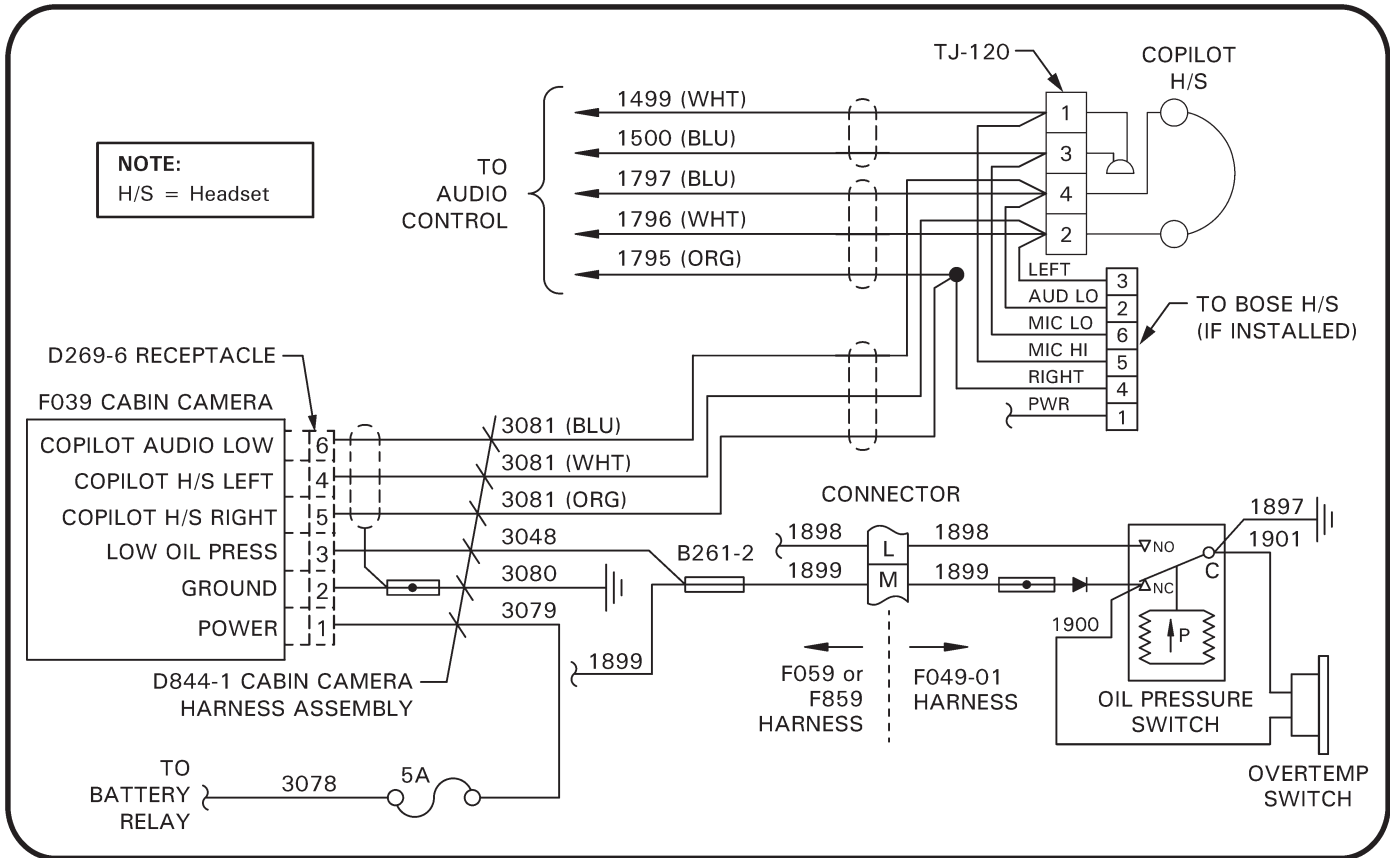 TJ-120
COPILOT
H/S
NOTE:
H/S = Headset
TO
AUDIO
CONTROL
1499 (WHT)
1500 (BLU)
1797 (BLU)
1796 (WHT)
1795 (ORG)
1
3
4
2
LEFT
AUD LO
MIC LO
MIC HI
RIGHT
PWR
3
2
6
5
4
1
TO BOSE H/S
(IF INSTALLED)
D269-6 RECEPTACLE
F039 CABIN CAMERA
COPILOT AUDIO LOW
COPILOT H/S LEFT
COPILOT H/S RIGHT
LOW OIL PRESS
GROUND
POWER
6
4
5
3
2
1
3081 (BLU)
3081 (WHT)
3081 (ORG)
3048
3080
3079
D844-1 CABIN CAMERA
HARNESS ASSEMBLY
B261-2
1899
CONNECTOR
1898
1899
L
M
1898
1899
F059 or
F859
HARNESS
F049-01
HARNESS
NO
NC
C
P
1897
1901
1900
OIL PRESSURE
SWITCH
OVERTEMP
SWITCH
TO
BATTERY
RELAY
3078
5A